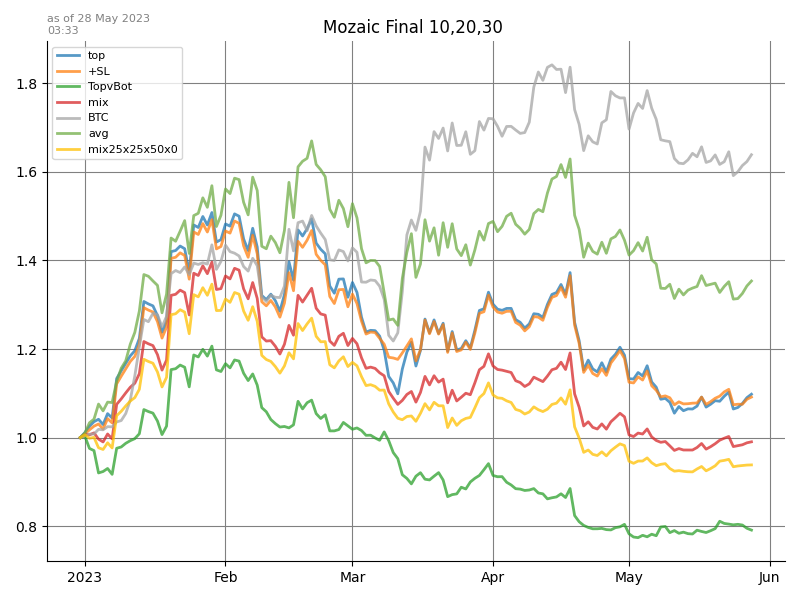 as of 28 May 2023
03:33
Mozaic Final 10,20,30
top
+SL
TopvBot
mix
BTC
avg
mix25x25x50x0
1.8
1.6
1.4
1.2
1.0
0.8
2023 Feb Mar Apr May Jun